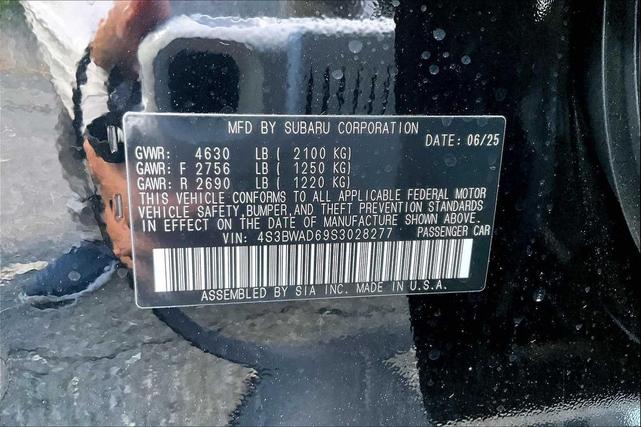 MFD BY SUBARU CORPORATION
DATE: 06/25
GVWR: 4630 LB ( 2100 KG)
GAWR: F 2756 LB ( 1250 KG)
GAWR: R 2690 LB ( 1220 KG)
THIS VEHICLE CONFORMS TO ALL APPLICABLE FEDERAL MOTOR
VEHICLE SAFETY,BUMPER,AND THEFT PREVENTION STANDARDS
IN EFFECT ON THE DATE OF MANUFACTURE SHOWN ABOVE.
VIN: 4S3BWAD69S3028277 PASSENGER CAR
ASSEMBLED BY SIA INC. MADE IN U.S.A.